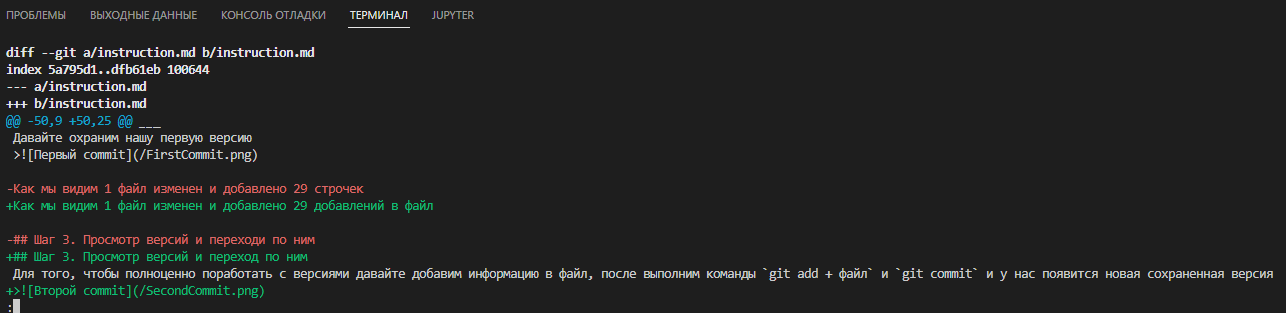 ПРОБЛЕМЫ ВЫХОДНЫЕ ДАННЫЕ КОНСОЛЬ ОТЛАДКИ ТЕРМИНАЛ JUPYTER
diff --git a/instruction.md b/instruction.md
index 5a795d1..dfb61eb 100644
--- a/instruction.md
+++ b/instruction.md
@@ -50,9 +50,25 @@ ___
 Давайте охраним нашу первую версию
 >![Первый commit](/FirstCommit.png)

-Как мы видим 1 файл изменен и добавлено 29 строчек
+Как мы видим 1 файл изменен и добавлено 29 добавлений в файл

-## Шаг 3. Просмотр версий и переходи по ним
+## Шаг 3. Просмотр версий и переход по ним
 Для того, чтобы полноценно поработать с версиями давайте добавим информацию в файл, после выполним команды `git add + файл` и `git commit` и у нас появится новая сохраненная версия
+>![Второй commit](/SecondCommit.png)
: